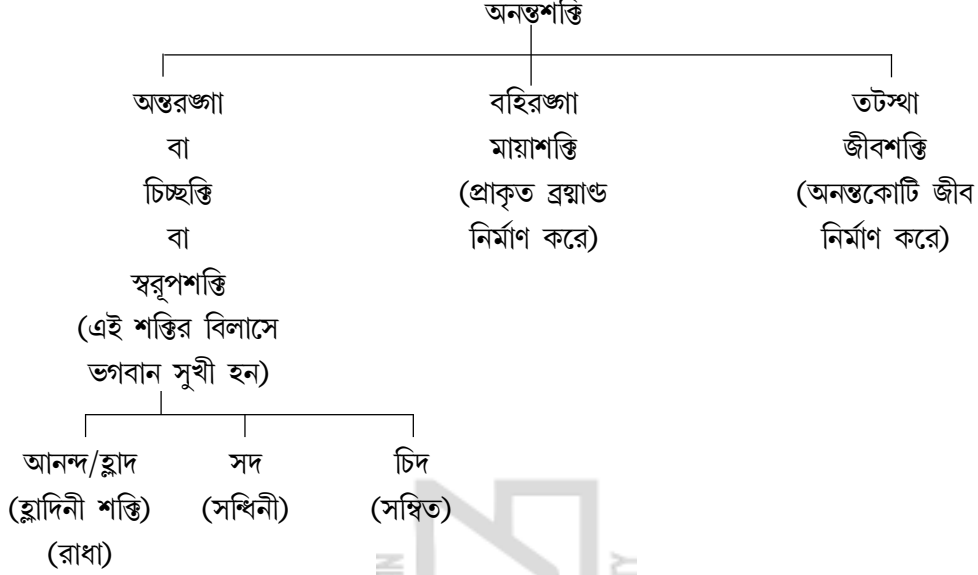 অনন্তশক্তি
অন্তরঙ্গা
বা
চিচ্ছক্তি
বা
স্বরূপশক্তি
(এই শক্তির বিলাসে
ভগবান সুখী হন)
বহিরঙ্গা
মায়াশক্তি
(প্রাকৃত ব্রহ্মাণ্ড
নির্মাণ করে)
তটস্থা
জীবশক্তি
(অনন্তকোটি জীব
নির্মাণ করে)
আনন্দ/হ্লাদ
(হ্লাদিনী শক্তি)
(রাধা)
সদ
(সন্ধিনী)
চিদ
(সম্বিত)